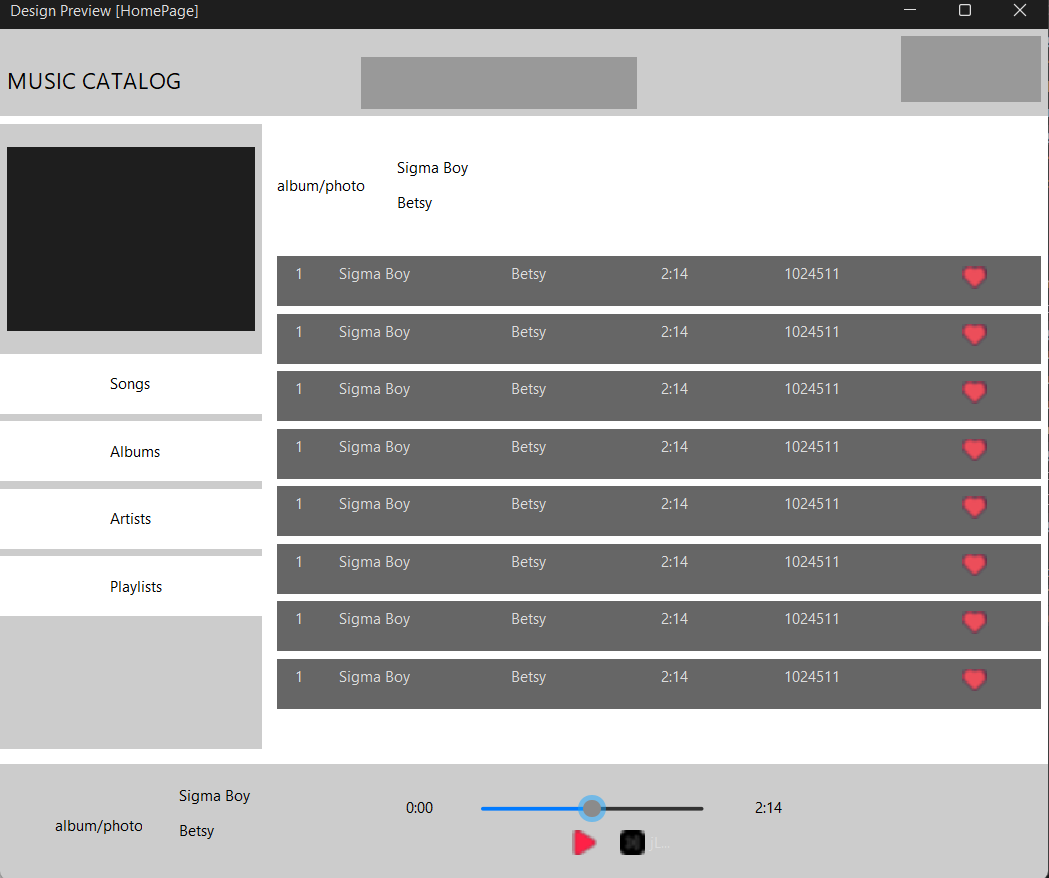 Design Preview [HomePage]
MUSIC CATALOG
album/photo
Sigma Boy
Betsy
1 Sigma Boy Betsy 2:14 1024511
1 Sigma Boy Betsy 2:14 1024511
1 Sigma Boy Betsy 2:14 1024511
1 Sigma Boy Betsy 2:14 1024511
1 Sigma Boy Betsy 2:14 1024511
1 Sigma Boy Betsy 2:14 1024511
1 Sigma Boy Betsy 2:14 1024511
1 Sigma Boy Betsy 2:14 1024511
Songs
Albums
Artists
Playlists
album/photo
Sigma Boy
Betsy
0:00 2:14